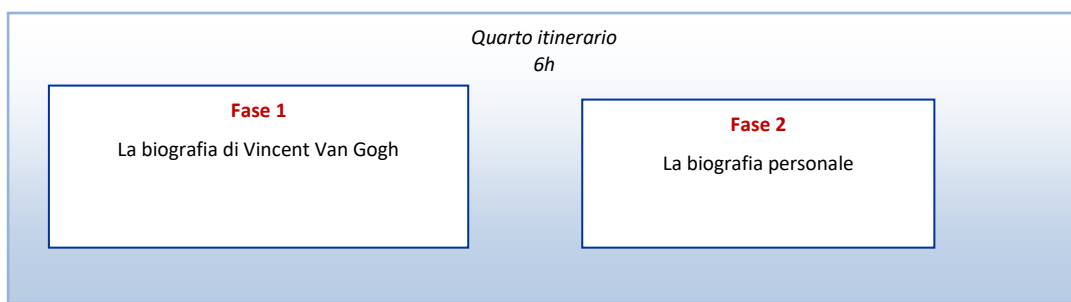 Quarto itinerario
6h
Fase 1
La biografia di Vincent Van Gogh
Fase 2
La biografia personale